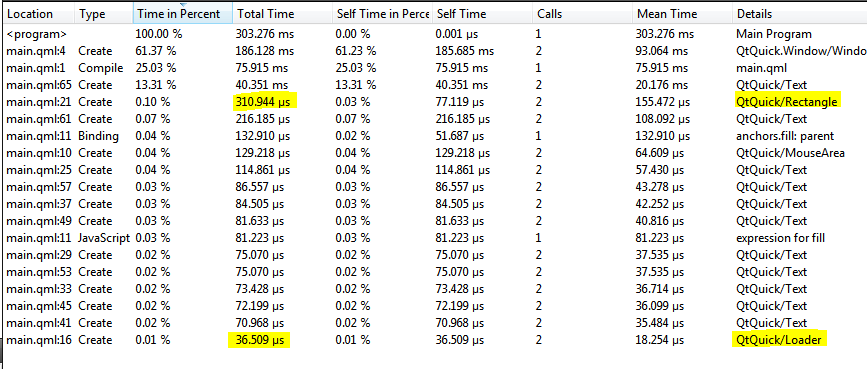 Location Type Time in Percent Total Time Self Time in Perce Self Time Calls Mean Time Details
<program> 100.00 % 303.276 ms 0.00 % 0.001 µs 1 303.276 ms Main Program
main.qml:4 Create 61.37 % 186.128 ms 61.23 % 185.685 ms 2 93.064 ms QtQuick.Window/Windo
main.qml:1 Compile 25.03 % 75.915 ms 25.03 % 75.915 ms 1 75.915 ms main.qml
main.qml:65 Create 13.31 % 40.351 ms 13.31 % 40.351 ms 2 20.176 ms QtQuick/Text
main.qml:21 Create 0.10 % 310.944 µs 0.03 % 77.119 µs 2 155.472 µs QtQuick/Rectangle
main.qml:61 Create 0.07 % 216.185 µs 0.07 % 216.185 µs 2 108.092 µs QtQuick/Text
main.qml:11 Binding 0.04 % 132.910 µs 0.02 % 51.687 µs 1 132.910 µs anchors.fill: parent
main.qml:10 Create 0.04 % 129.218 µs 0.04 % 129.218 µs 2 64.609 µs QtQuick/MouseArea
main.qml:25 Create 0.04 % 114.861 µs 0.04 % 114.861 µs 2 57.430 µs QtQuick/Text
main.qml:57 Create 0.03 % 86.557 µs 0.03 % 86.557 µs 2 43.278 µs QtQuick/Text
main.qml:37 Create 0.03 % 84.505 µs 0.03 % 84.505 µs 2 42.252 µs QtQuick/Text
main.qml:49 Create 0.03 % 81.633 µs 0.03 % 81.633 µs 2 40.816 µs QtQuick/Text
main.qml:11 JavaScript 0.03 % 81.223 µs 0.03 % 81.223 µs 1 81.223 µs expression for fill
main.qml:29 Create 0.02 % 75.070 µs 0.02 % 75.070 µs 2 37.535 µs QtQuick/Text
main.qml:53 Create 0.02 % 75.070 µs 0.02 % 75.070 µs 2 37.535 µs QtQuick/Text
main.qml:33 Create 0.02 % 73.428 µs 0.02 % 73.428 µs 2 36.714 µs QtQuick/Text
main.qml:45 Create 0.02 % 72.199 µs 0.02 % 72.199 µs 2 36.099 µs QtQuick/Text
main.qml:41 Create 0.02 % 70.968 µs 0.02 % 70.968 µs 2 35.484 µs QtQuick/Text
main.qml:16 Create 0.01 % 36.509 µs 0.01 % 36.509 µs 2 18.254 µs QtQuick/Loader